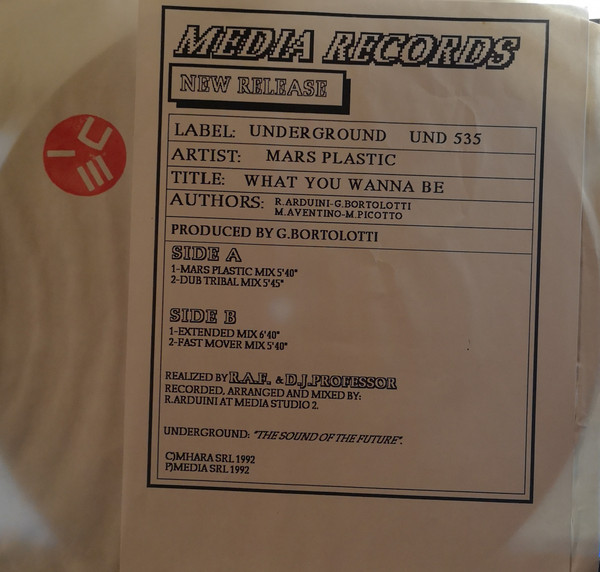 MEDIA RECORDS
NEW RELEASE
LABEL: UNDERGROUND UND 535
ARTIST: MARS PLASTIC
TITLE: WHAT YOU WANNA BE
AUTHORS: R.ARDUINI-G.BORTOLOTTI
M.AVENTINO-M.PICOTTO
PRODUCED BY G.BORTOLOTTI
SIDE A
1-MARS PLASTIC MIX 5'40"
2-DUB TRIBAL MIX 5'45"
SIDE B
1-EXTENDED MIX 6'40"
2-FAST MOVER MIX 5'40"
REALIZED BY R.A.F. & D.J.PROFESSOR
RECORDED, ARRANGED AND MIXED BY:
R.ARDUINI AT MEDIA STUDIO 2.
UNDERGROUND: "THE SOUND OF THE FUTURE".
C)MHARA SRL 1992
P)MEDIA SRL 1992